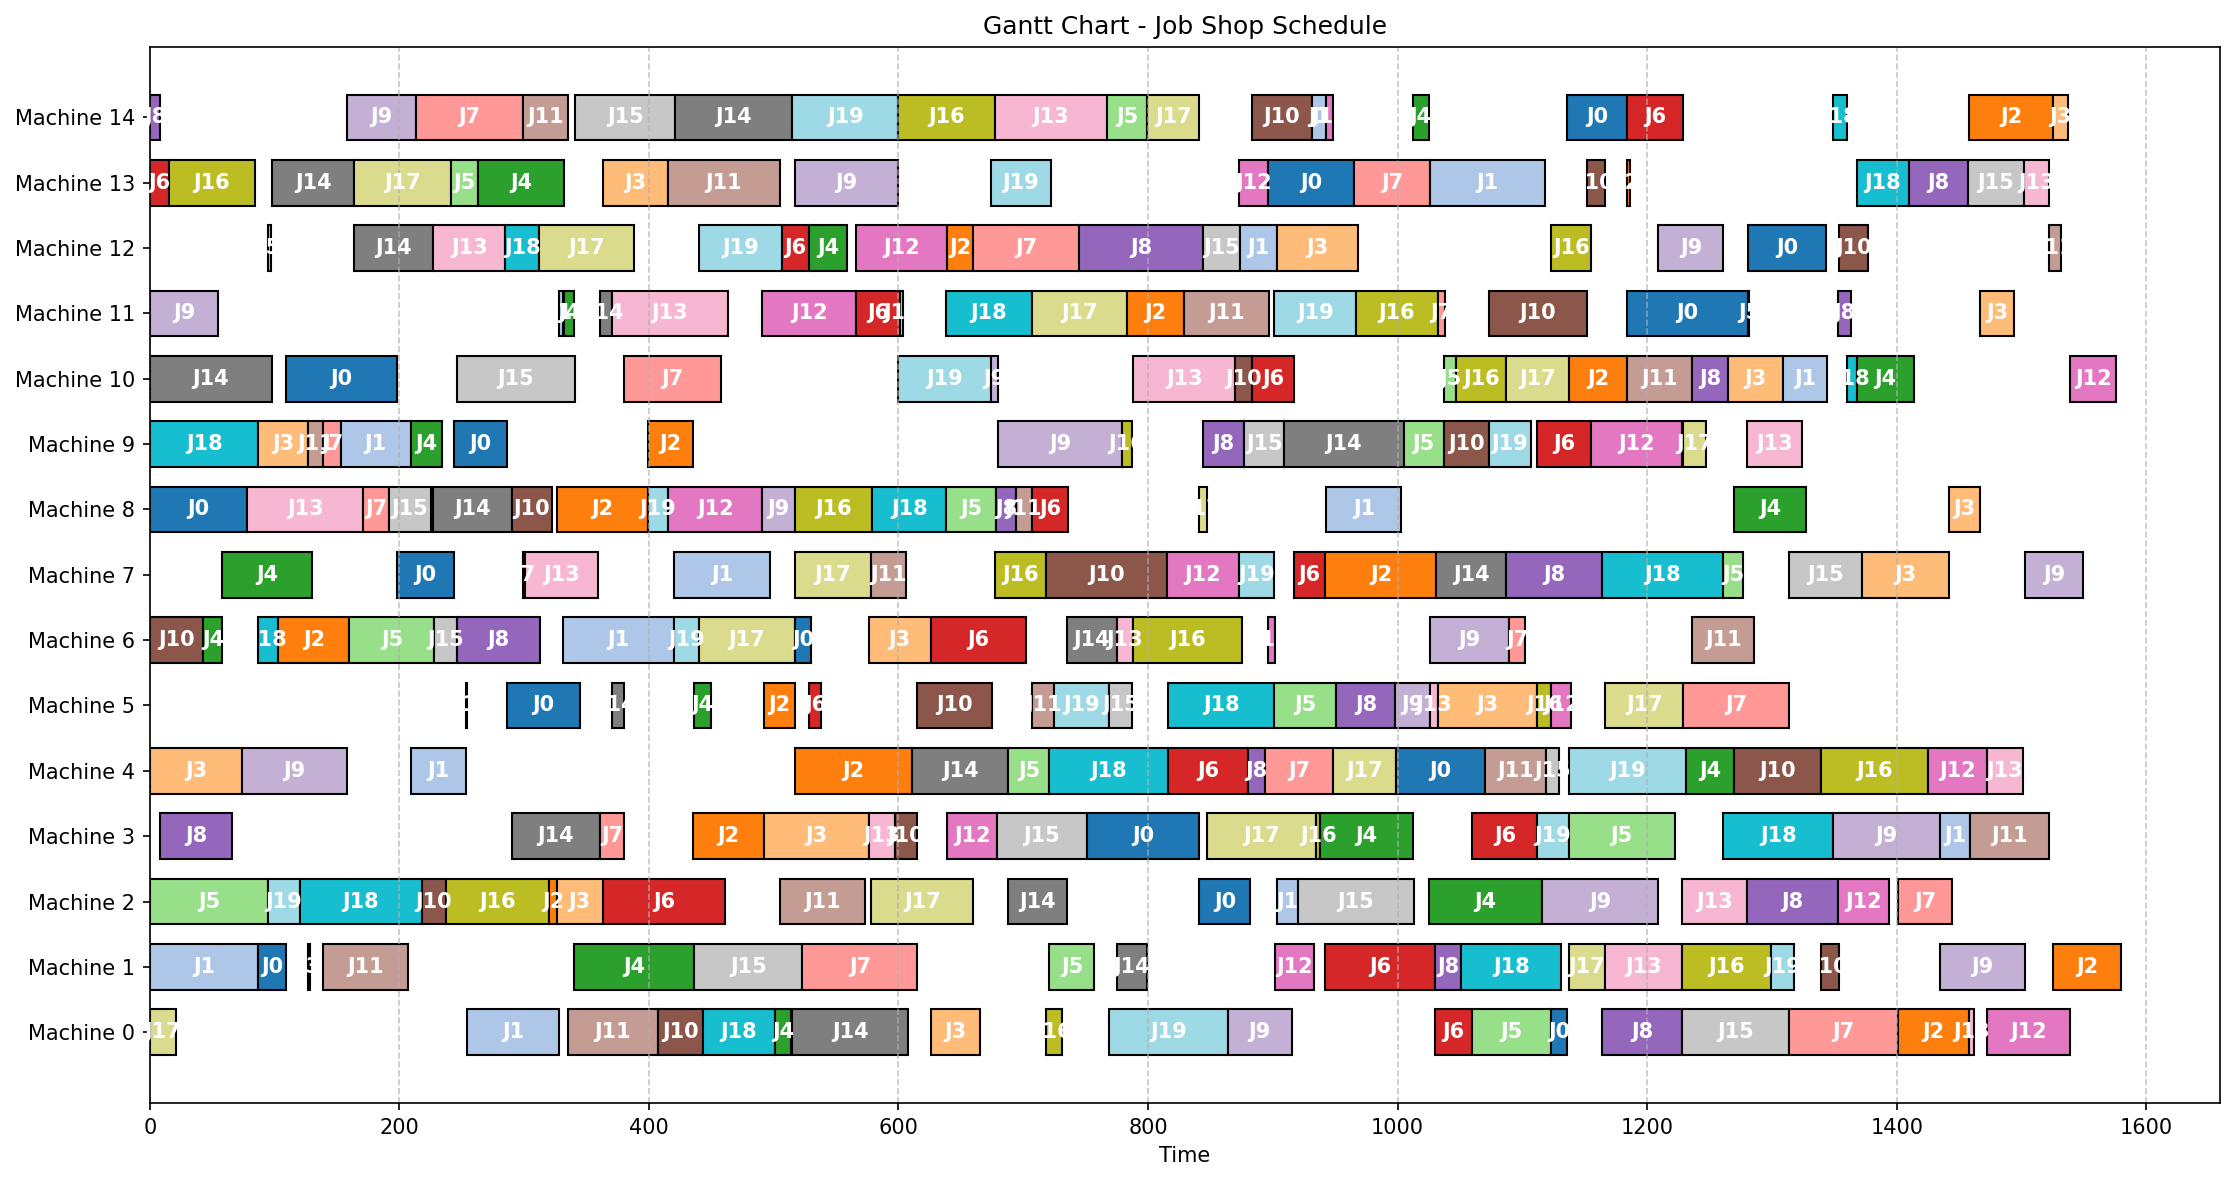 Gantt Chart - Job Shop Schedule
Machine 14 J9 J7 J11 J15 J14 J19 J16 J13 J5 J17 J10 J4 J0 J6 J2 J3
Machine 13 J6 J16 J14 J17 J5 J4 J3 J11 J9 J19 J12 J0 J7 J1 J18 J8 J15 J13
Machine 12 J14 J13 J18 J17 J19 J6 J4 J12 J2 J7 J8 J15 J1 J3 J16 J9 J0 J10
Machine 11 J9 J4 J13 J12 J6 J18 J17 J2 J11 J19 J16 J7 J10 J0 J8 J3
Machine 10 J14 J0 J15 J7 J19 J9 J13 J10 J6 J5 J16 J17 J2 J11 J8 J3 J1 J4 J12
Machine 9 J18 J3 J11 J1 J4 J0 J2 J9 J8 J15 J14 J5 J10 J19 J6 J12 J17 J13
Machine 8 J0 J13 J7 J15 J14 J10 J2 J19 J12 J9 J16 J18 J5 J8 J11 J6 J1 J4 J3
Machine 7 J4 J0 J13 J1 J17 J11 J16 J10 J12 J19 J6 J2 J14 J8 J18 J5 J15 J3 J9
Machine 6 J10 J4 J2 J5 J15 J8 J1 J19 J17 J0 J3 J6 J14 J13 J16 J9 J7 J11
Machine 5 J0 J4 J2 J6 J10 J11 J19 J15 J18 J5 J8 J9 J13 J3 J16 J12 J17 J7
Machine 4 J3 J9 J1 J2 J14 J5 J18 J6 J8 J7 J17 J0 J11 J15 J19 J4 J10 J16 J12 J13
Machine 3 J8 J14 J7 J2 J3 J13 J10 J12 J15 J0 J17 J16 J4 J6 J19 J5 J18 J9 J1 J11
Machine 2 J5 J19 J18 J10 J16 J2 J3 J6 J11 J17 J14 J0 J1 J15 J4 J9 J13 J8 J12 J7
Machine 1 J1 J0 J11 J4 J15 J7 J5 J14 J12 J6 J8 J18 J17 J13 J16 J19 J9 J2
Machine 0 J1 J11 J10 J18 J4 J14 J3 J19 J9 J6 J5 J0 J8 J15 J7 J2 J12
0 200 400 600 800 1000 1200 1400 1600
Time